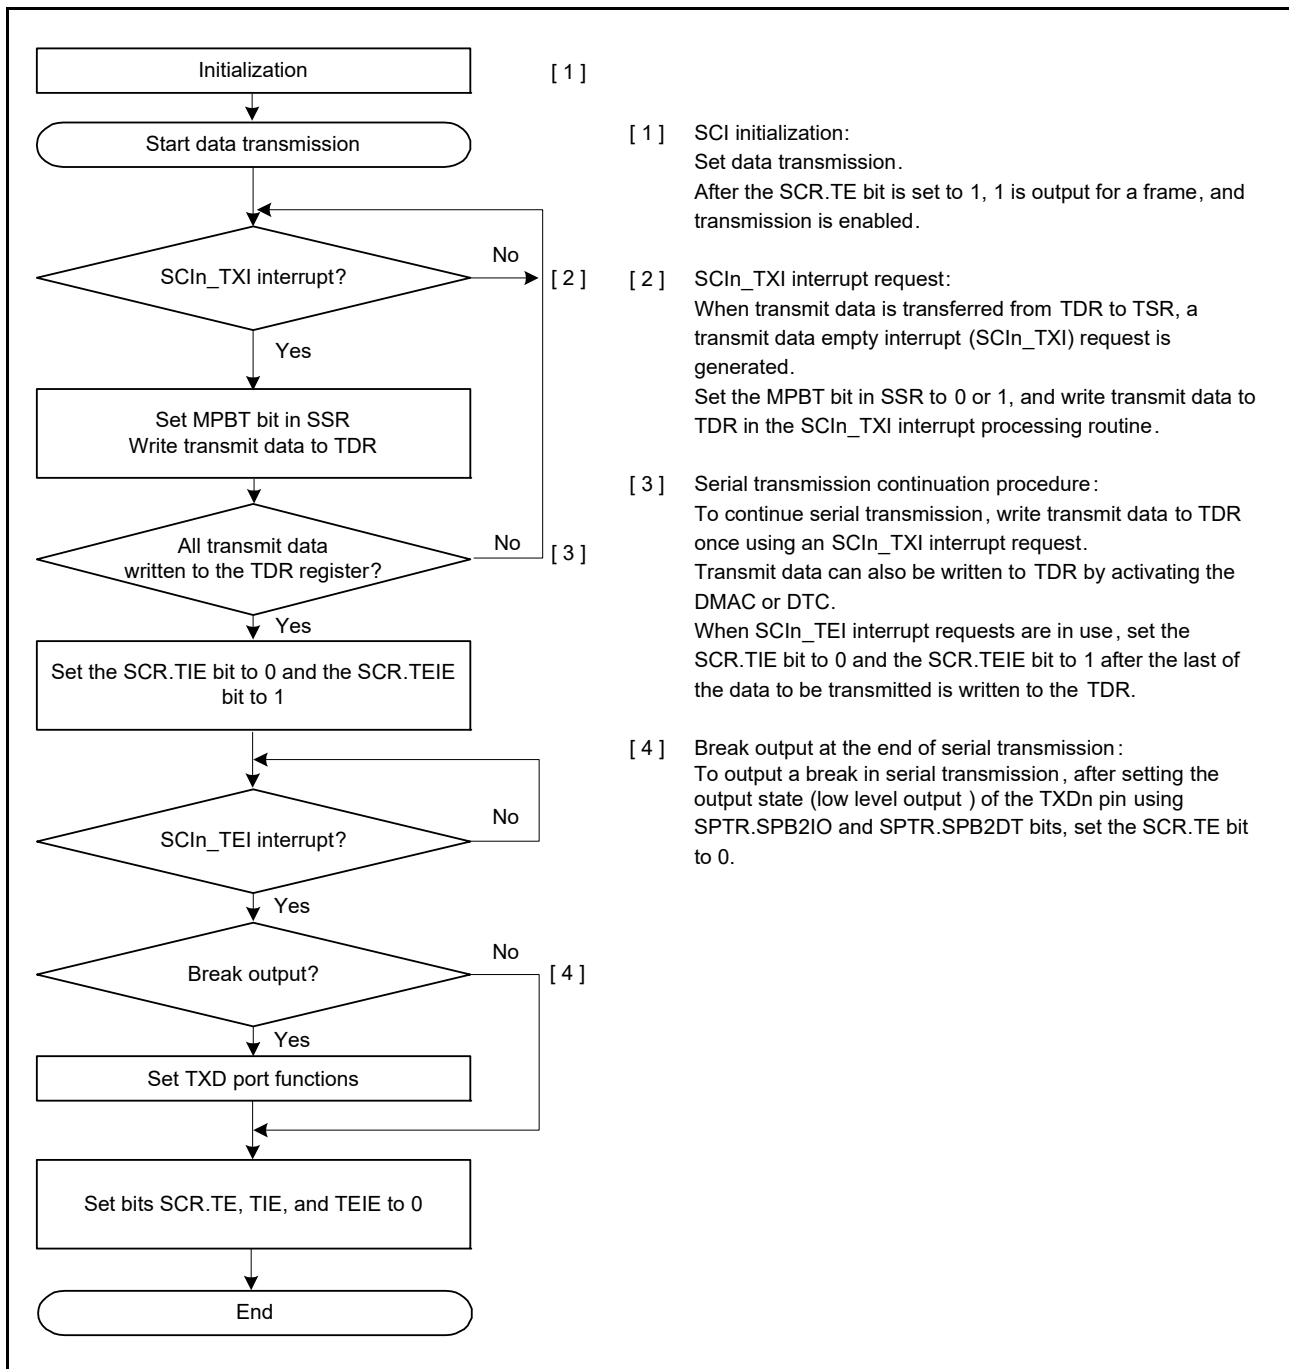 Initialization
[ 1 ]
Start data transmission
SCIn_TXI interrupt?
No
[ 2 ]
Yes
Set MPBT bit in SSR
Write transmit data to TDR
All transmit data
written to the TDR register?
No
[ 3 ]
Yes
Set the SCR.TIE bit to 0 and the SCR.TEIE
bit to 1
SCIn_TEI interrupt?
No
Yes
Break output?
No
[ 4 ]
Yes
Set TXD port functions
Set bits SCR.TE, TIE, and TEIE to 0
End
[ 1 ] SCI initialization:
Set data transmission.
After the SCR.TE bit is set to 1, 1 is output for a frame, and
transmission is enabled.
[ 2 ] SCIn_TXI interrupt request:
When transmit data is transferred from TDR to TSR, a
transmit data empty interrupt (SCIn_TXI) request is
generated.
Set the MPBT bit in SSR to 0 or 1, and write transmit data to
TDR in the SCIn_TXI interrupt processing routine.
[ 3 ] Serial transmission continuation procedure:
To continue serial transmission, write transmit data to TDR
once using an SCIn_TXI interrupt request.
Transmit data can also be written to TDR by activating the
DMAC or DTC.
When SCIn_TEI interrupt requests are in use, set the
SCR.TIE bit to 0 and the SCR.TEIE bit to 1 after the last of
the data to be transmitted is written to the TDR.
[ 4 ] Break output at the end of serial transmission:
To output a break in serial transmission, after setting the
output state (low level output ) of the TXDn pin using
SPTR.SPB2IO and SPTR.SPB2DT bits, set the SCR.TE bit
to 0.